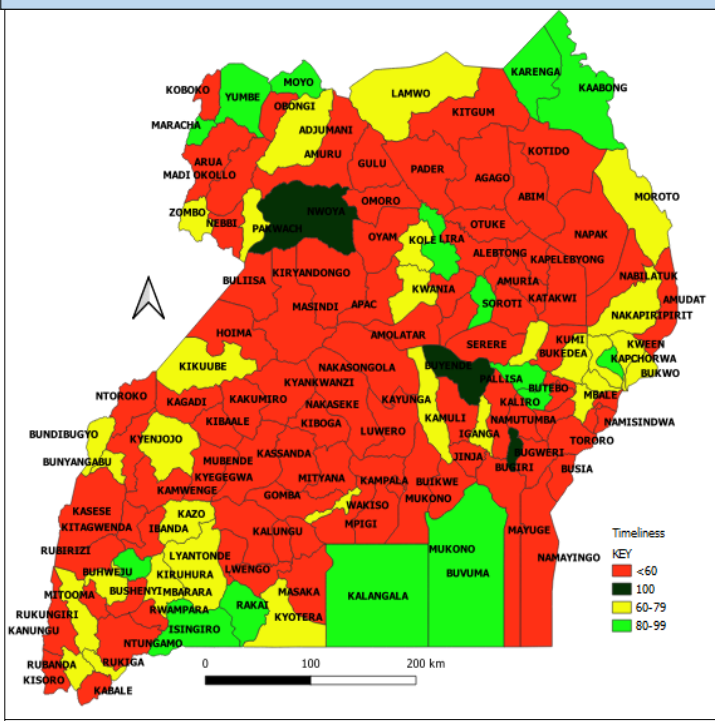 KARENGA
KAABONG
MOYO
KOBOKO
YUMBE
LAMWO
OBONGI
KITGUM
MARACHA
ADJUMANI
KOTIDO
AMURU
ARUA
GULU
PADER
MADI OKOLLO
AGAGO
ABIM
MOROTO
OMORO
ZOMBO
NWOYA
NEBBI
PAKWACH
OTUKE
OYAM
KOLE
LIRA
NAPAK
ALEBTONG
KAPELEBYONG
KIRYANDONGO
NABILATUK
BULIISA
AMURIA
KWANIA
KATAKWI
AMUDAT
SOROTI
MASINDI
APAC
NAKAPIRIPIRIT
HOIMA
AMOLATAR
SERERE
KUMI
KWEEN
BUKEDEA
KAPCHORWA
KIKUUBE
NAKASONGOLA
BUYENDE
BUKWO
PALLISA
KYANKWANZI
BUTEBO
NTOROKO
KAGADI
KAKUMIRO
NAKASEKE
KAYUNGA
KALIRO
MBALE
KIBAALE
KIBOGA
KAMULI
NAMUTUMBA
NAMISINDWA
LUWERO
BUNDIBUGYO
KYENJOJO
IGANGA
TORORO
KASSANDA
BUGWERI
MUBENDE
JINJA
BUNYANGABU
BUGIRI
BUSIA
KYEGEGWA
MITYANA
KAMPALA
BUIKWE
KAMWENGE
GOMBA
MUKONO
WAKISO
KASESE
KAZO
KITAGWENDA
IBANDA
KALUNGU
MPIGI
MAYUGE
RUBIRIZI
LYANTONDE
MUKONO
NAMAYINGO
BUHWEJU
KIRUHURA
LWENGO
BUVUMA
MITOOMA
BUSHENYI
MBARARA
MASAKA
KALANGALA
RUKUNGIRI
RWAMPARA
RAKAI
KYOTERA
KANUNGU
ISINGIRO
NTUNGAMO
RUBANDA
RUKIGA
KISORO
KABALE
0 100 200 km
Timeliness
KEY
<60
100
60-79
80-99